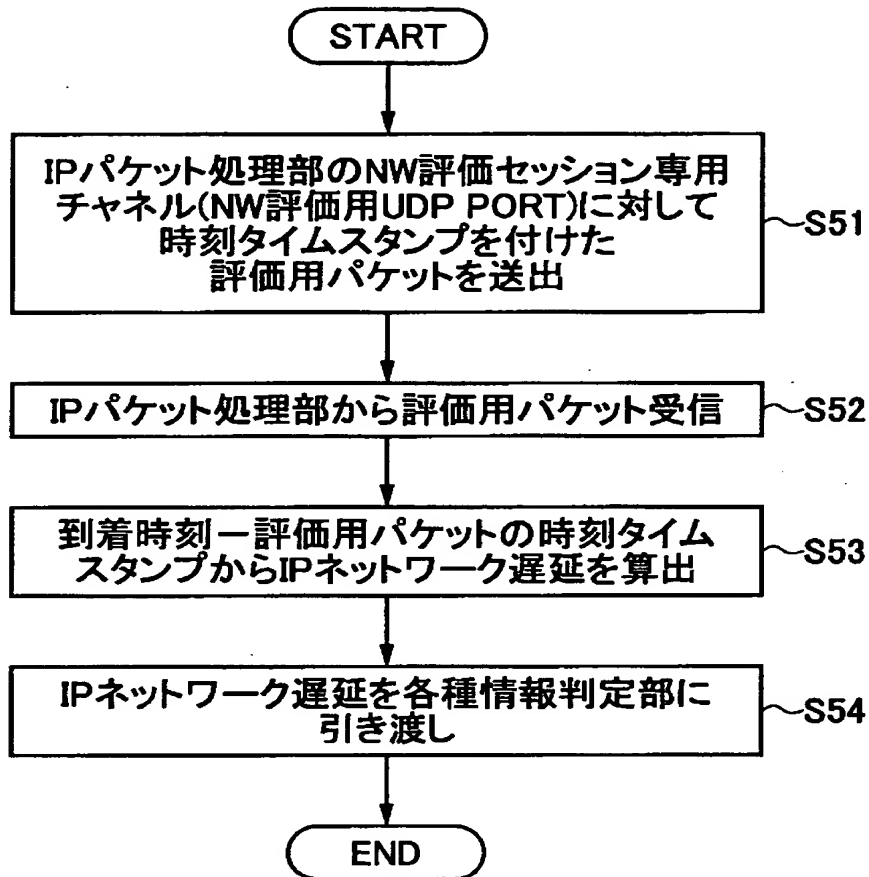 START
IPパケット処理部のNW評価セッション専用
チャネル(NW評価用UDP PORT)に対して
時刻タイムスタンプを付けた
評価用パケットを送出
S51
IPパケット処理部から評価用パケット受信
S52
到着時刻－評価用パケットの時刻タイム
スタンプからIPネットワーク遅延を算出
S53
IPネットワーク遅延を各種情報判定部に
引き渡し
S54
END